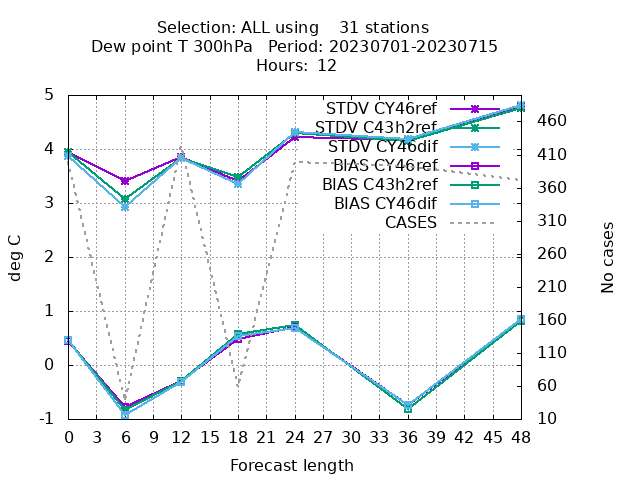 Selection: ALL using    31 stations
Dew point T 300hPa   Period: 20230701-20230715
Hours: 12
STDV CY46ref
STDV C43h2ref
STDV CY46dif
BIAS CY46ref
BIAS C43h2ref
BIAS CY46dif
CASES
5
4
3
2
1
0
-1
deg C
460
410
360
310
260
210
160
110
60
10
No cases
0 3 6 9 12 15 18 21 24 27 30 33 36 39 42 45 48
Forecast length